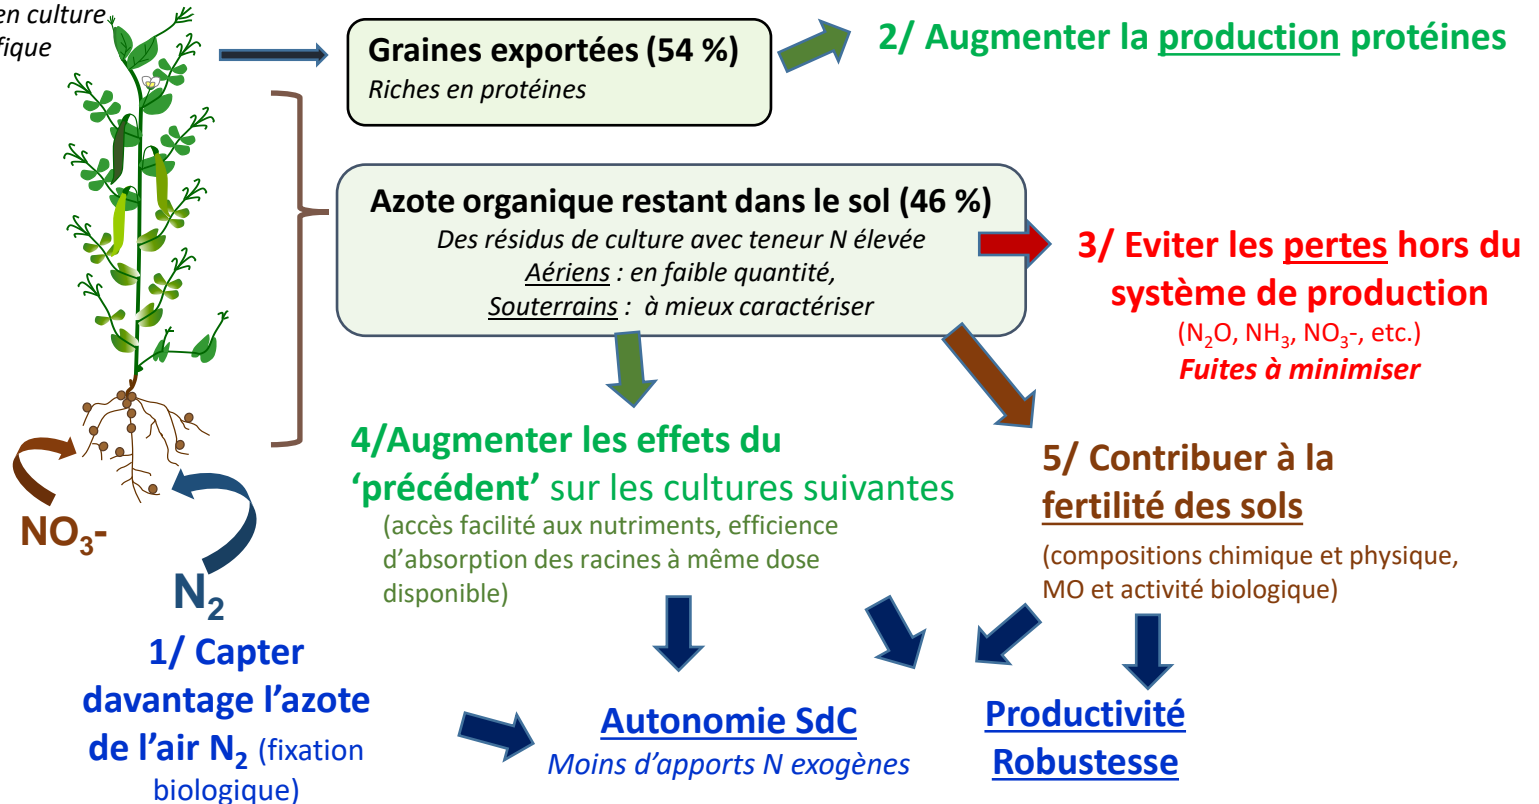 en culture
fique
Graines exportées (54 %)
Riches en protéines
2/ Augmenter la production protéines
Azote organique restant dans le sol (46 %)
Des résidus de culture avec teneur N élevée
Aériens : en faible quantité,
Souterrains : à mieux caractériser
3/ Eviter les pertes hors du
système de production
(N₂O, NH₃, NO₃-, etc.)
Fuites à minimiser
NO₃-
N₂
4/Augmenter les effets du
‘précédent’ sur les cultures suivantes
(accès facilité aux nutriments, efficience
d’absorption des racines à même dose
disponible)
5/ Contribuer à la
fertilité des sols
(compositions chimique et physique,
MO et activité biologique)
1/ Capter
davantage l’azote
de l’air N₂ (fixation
biologique)
Autonomie SdC
Moins d’apports N exogènes
Productivité
Robustesse